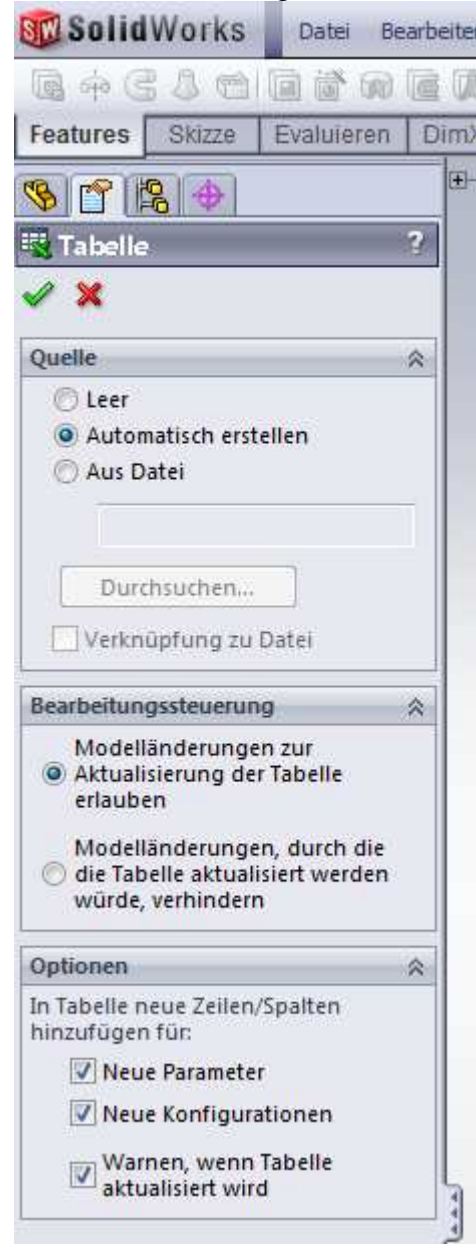 SolidWorks Datei Bearbeiten
Features Skizze Evaluieren DimX
Tabelle ?
Quelle
Leer
Automatisch erstellen
Aus Datei
Durchsuchen...
Verknüpfung zu Datei
Bearbeitungssteuerung
Modelländerungen zur
Aktualisierung der Tabelle
erlauben
Modelländerungen, durch die
die Tabelle aktualisiert werden
würde, verhindern
Optionen
In Tabelle neue Zeilen/Spalten
hinzufügen für:
Neue Parameter
Neue Konfigurationen
Warnen, wenn Tabelle
aktualisiert wird